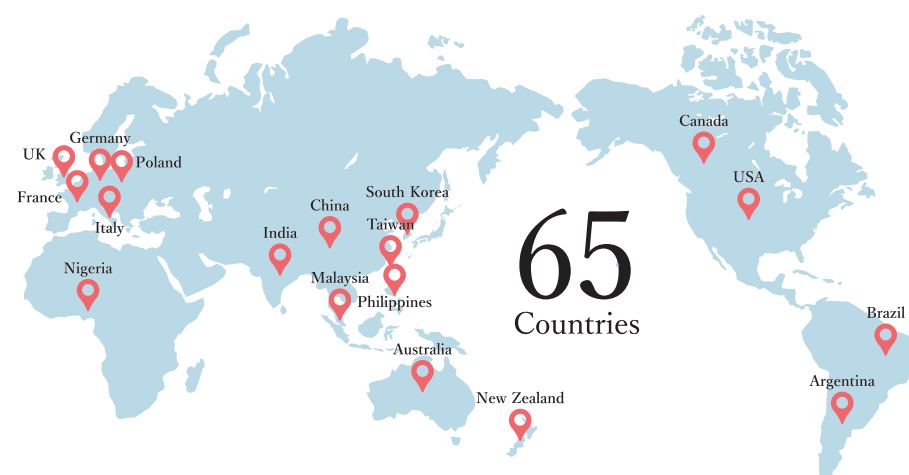 Canada
Germany
UK
Poland
USA
South Korea
France
China
Taiwan
Italy
India
65
Nigeria
Malaysia
Philippines
Countries
Brazil
Australia
Argentina
New Zealand